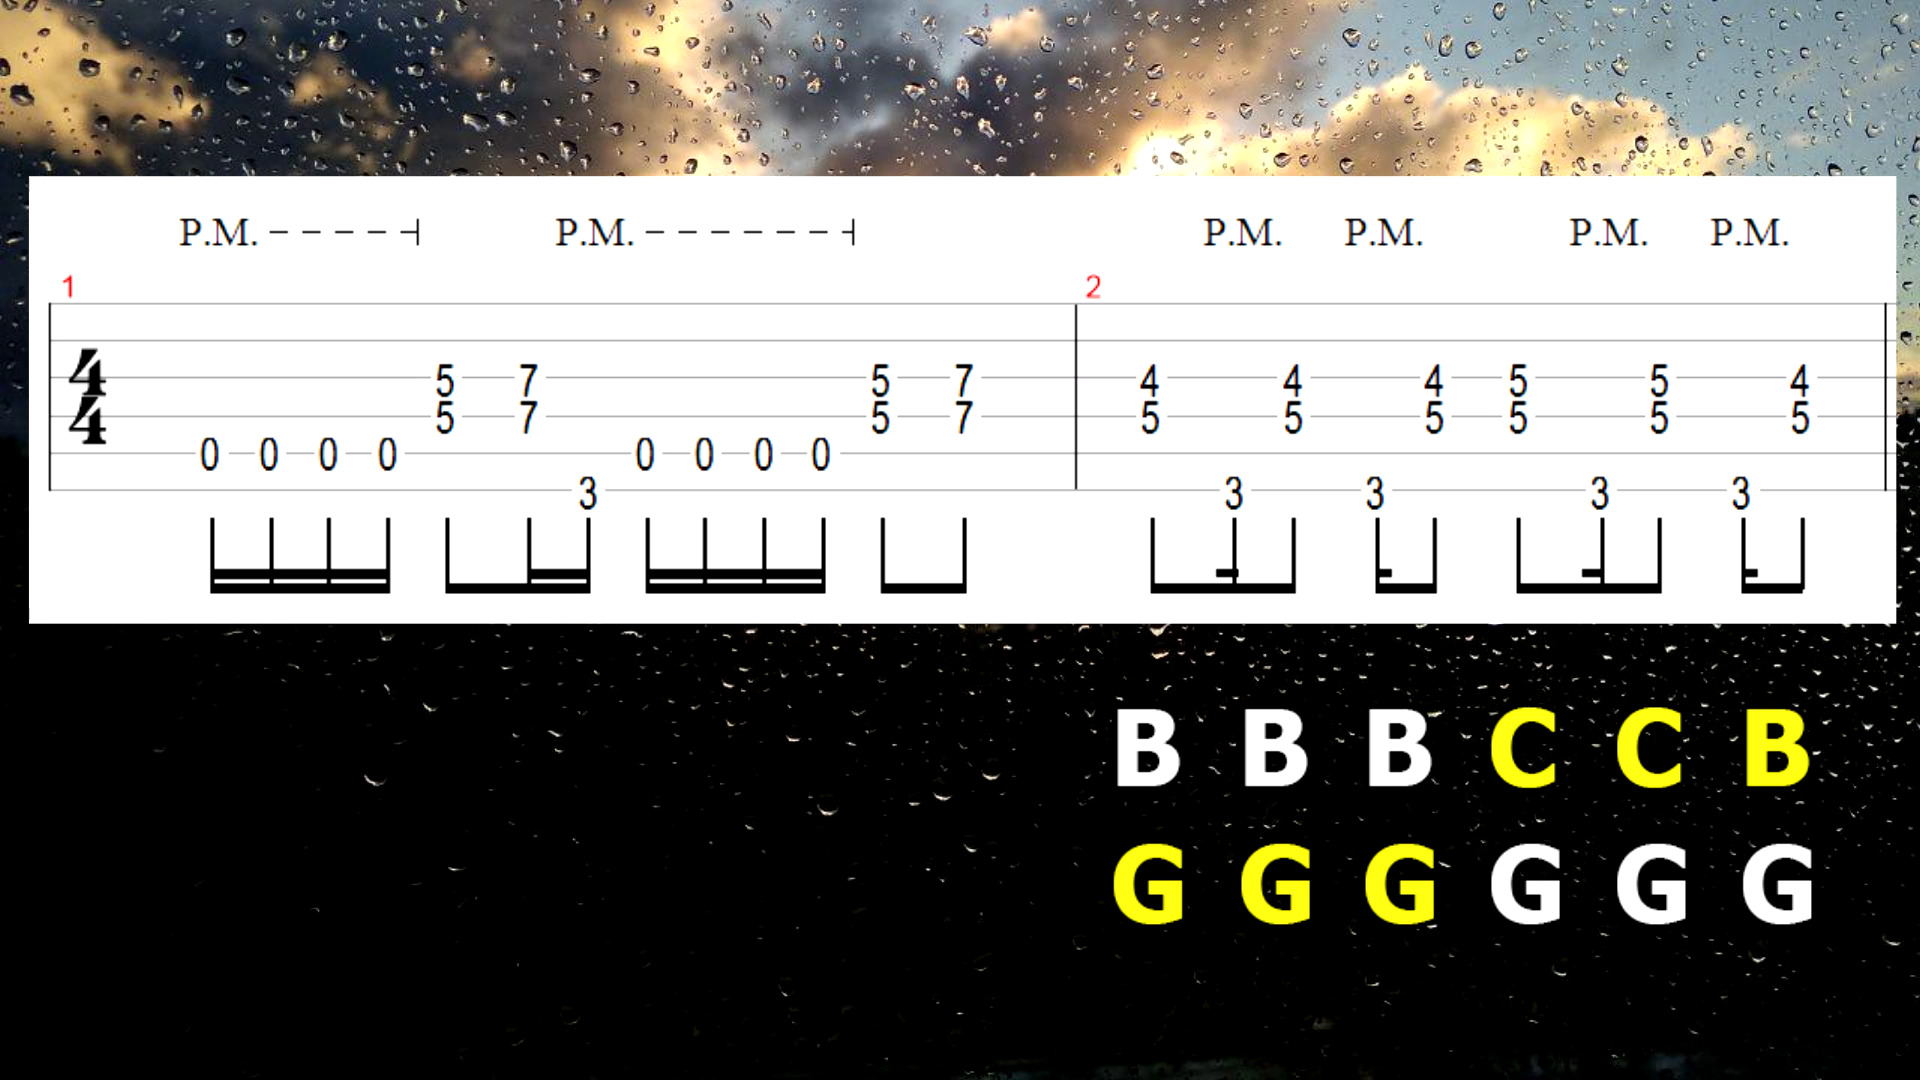 P.M. P.M. P.M. P.M. P.M. P.M.
1 2
4 5 7 5 7 4 4 4 5 5 4
4 5 7 5 7 5 5 5 5 5 5
0 0 0 0 0 0 0 0
3 3 3 3 3
B B B C C B
G G G G G G